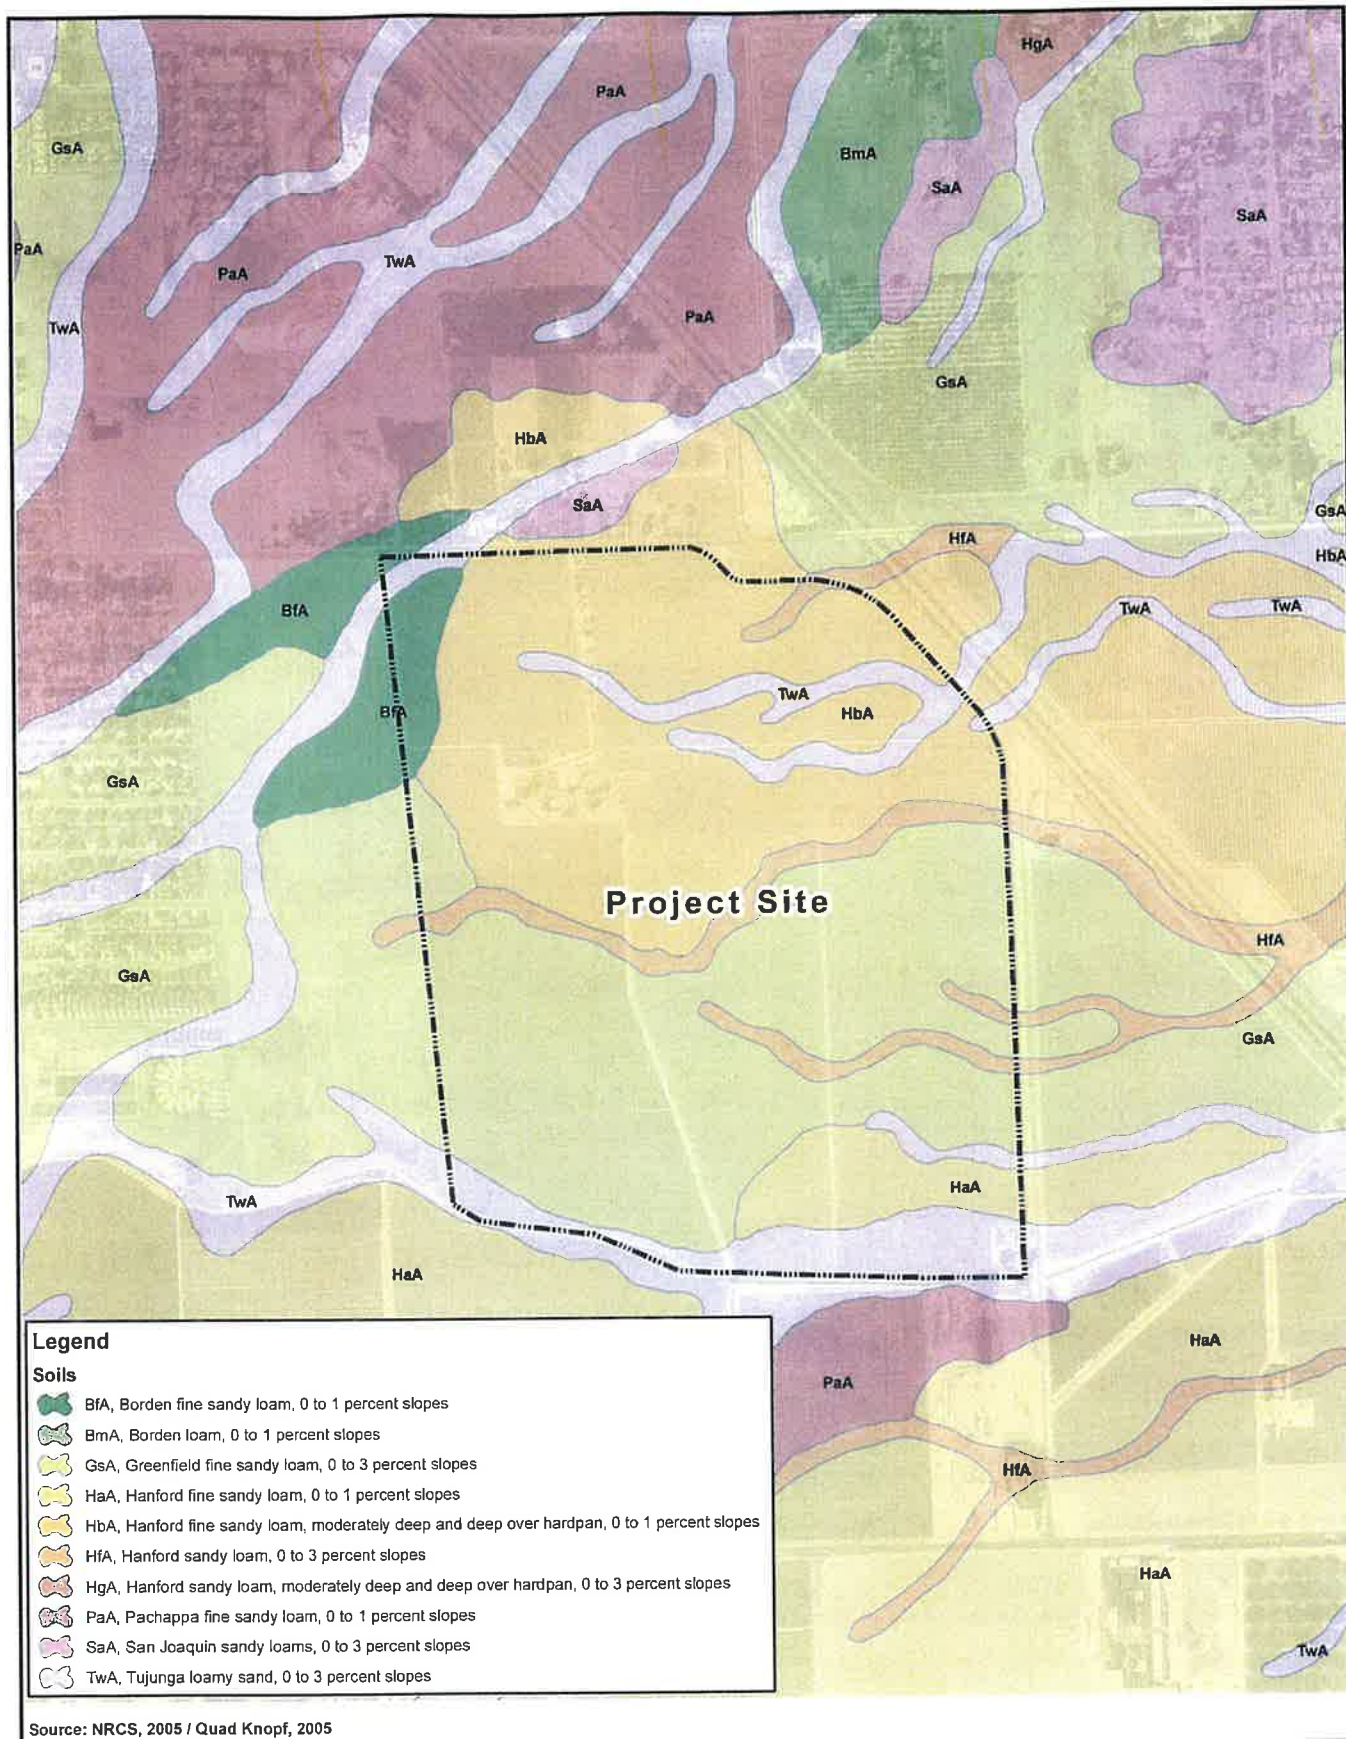 HgA
PaA
GsA
BmA
SaA
SaA
PaA
TwA
PaA
PaA
TwA
GsA
HbA
SaA
GsA
HfA
HbA
BfA
TwA
TwA
TwA
BfA
HbA
GsA
Project Site
HfA
GsA
GsA
HaA
TwA
HaA
HaA
PaA
HfA
HaA
TwA
Legend
Soils
BfA, Borden fine sandy loam, 0 to 1 percent slopes
BmA, Borden loam, 0 to 1 percent slopes
GsA, Greenfield fine sandy loam, 0 to 3 percent slopes
HaA, Hanford fine sandy loam, 0 to 1 percent slopes
HbA, Hanford fine sandy loam, moderately deep and deep over hardpan, 0 to 1 percent slopes
HfA, Hanford sandy loam, 0 to 3 percent slopes
HgA, Hanford sandy loam, moderately deep and deep over hardpan, 0 to 3 percent slopes
PaA, Pachappa fine sandy loam, 0 to 1 percent slopes
SaA, San Joaquin sandy loams, 0 to 3 percent slopes
TwA, Tujunga loamy sand, 0 to 3 percent slopes
Source: NRCS, 2005 / Quad Knopf, 2005